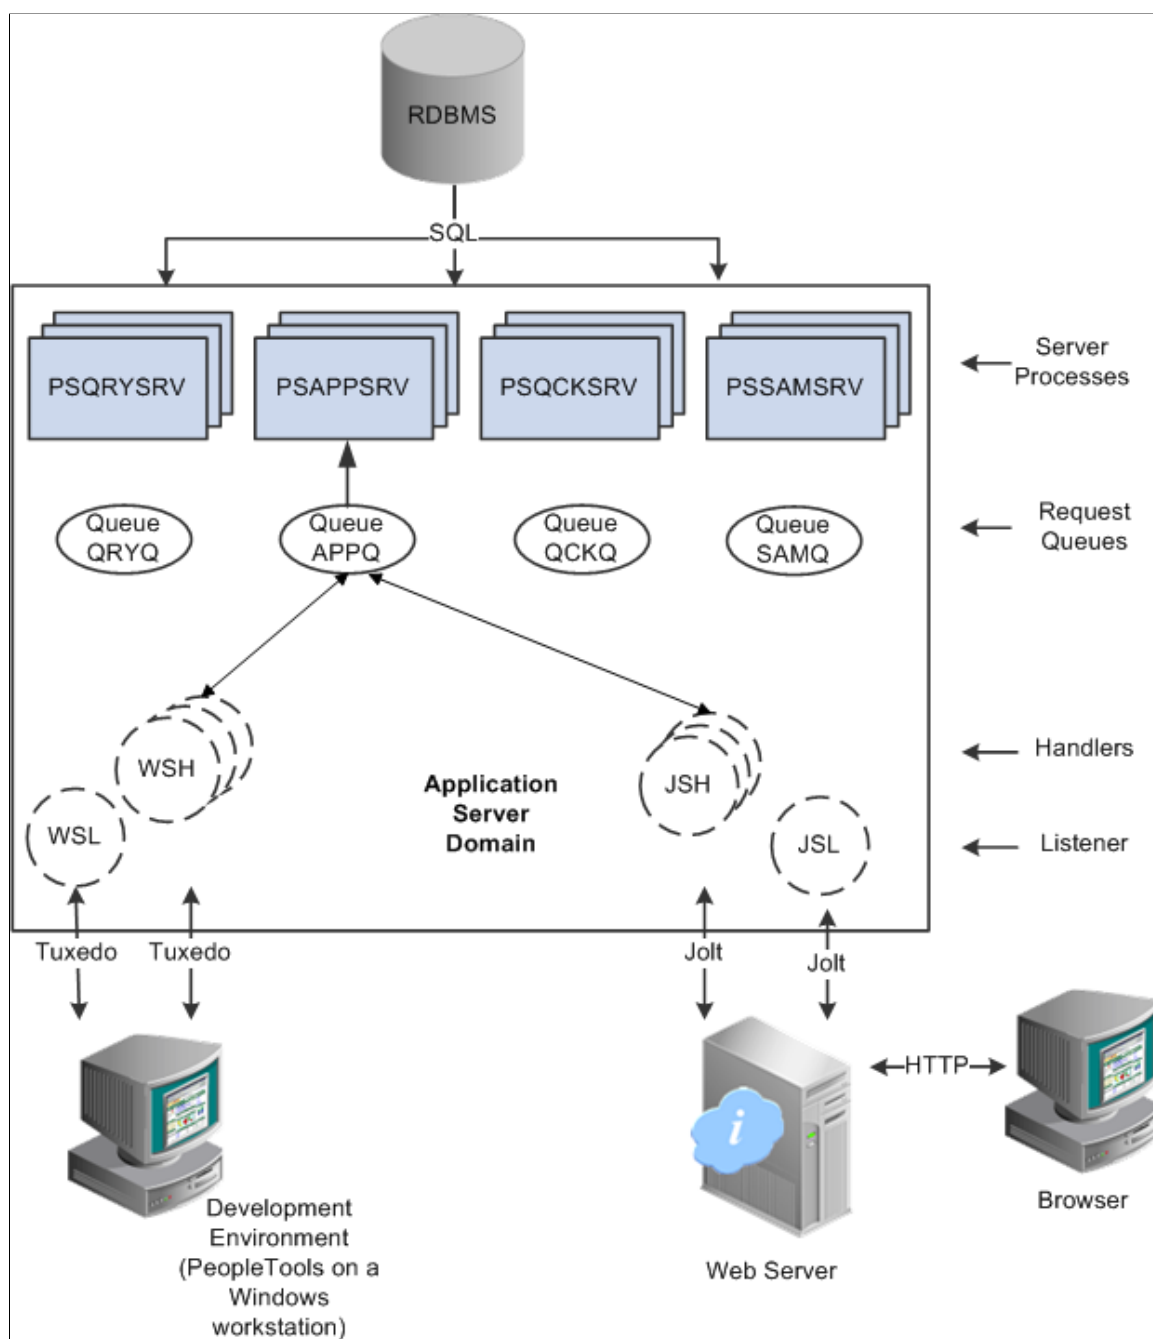 RDBMS
SQL
PSQRYSRV
PSAPPSRV
PSQCKSRV
PSSAMSRV
Server
Processes
Queue
QRYQ
Queue
APPQ
Queue
QCKQ
Queue
SAMQ
Request
Queues
WSH
JSH
Handlers
Application
Server
Domain
WSL
JSL
Listener
Tuxedo
Tuxedo
Jolt
Jolt
HTTP
i
Development
Environment
(PeopleTools on a
Windows
workstation)
Web Server
Browser